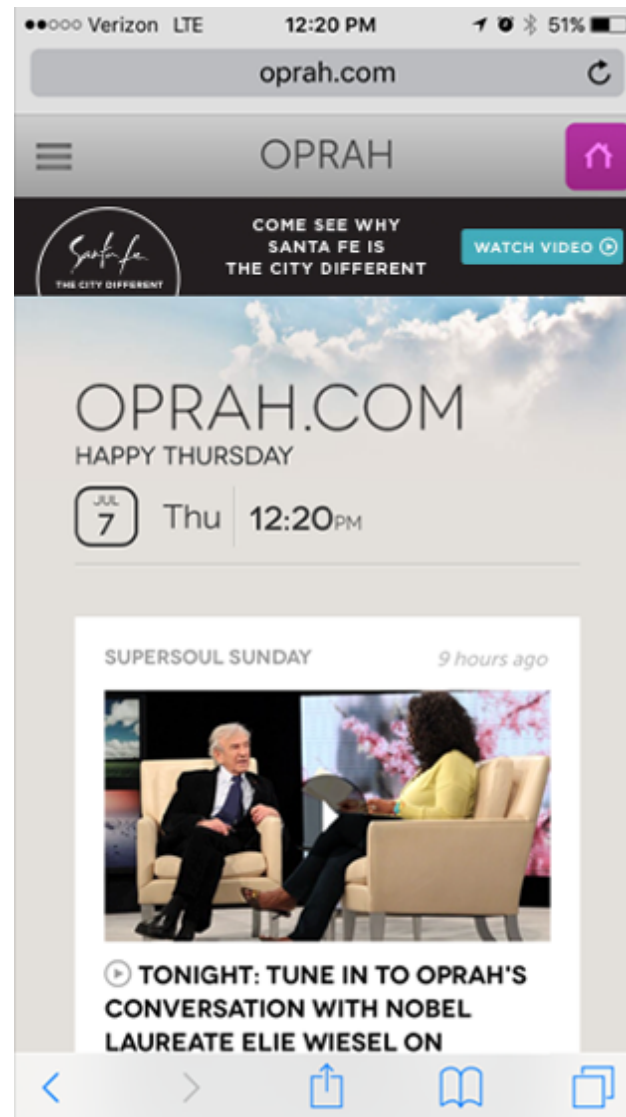 Verizon LTE 12:20 PM 51%
oprah.com
OPRAH
Santa Fe
THE CITY DIFFERENT
COME SEE WHY
SANTA FE IS
THE CITY DIFFERENT
WATCH VIDEO
OPRAH.COM
HAPPY THURSDAY
JUL
7
Thu
12:20PM
SUPERSOUL SUNDAY 9 hours ago
TONIGHT: TUNE IN TO OPRAH'S
CONVERSATION WITH NOBEL
LAUREATE ELIE WIESEL ON